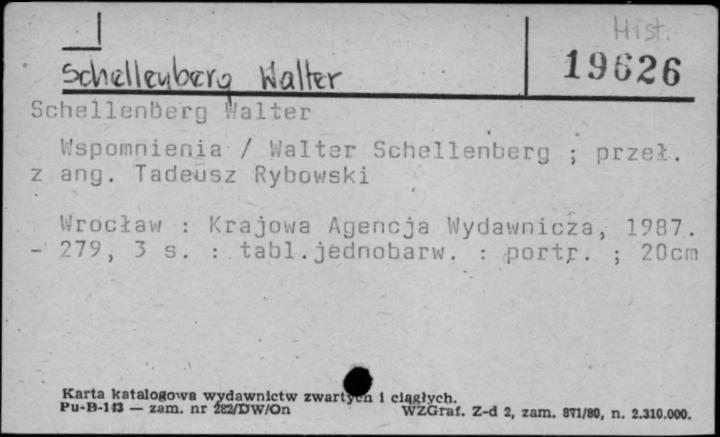 Hist.
19626
Schellenberg Walter
Schellenberg Walter
Wspomnienia / Walter Schellenberg ; przeł.
z ang. Tadeusz Rybowski
Wrocław : Krajowa Agencja Wydawnicza, 1987.
- 279, 3 s. : tabl.jednobarw. : portr. ; 20cm
Karta katalogowa wydawnictw zwartych i ciągłych.
Pu-B-113 — zam. nr 282/DW/On WZGraf. Z-d 2, zam. 871/80, n. 2.310.000.